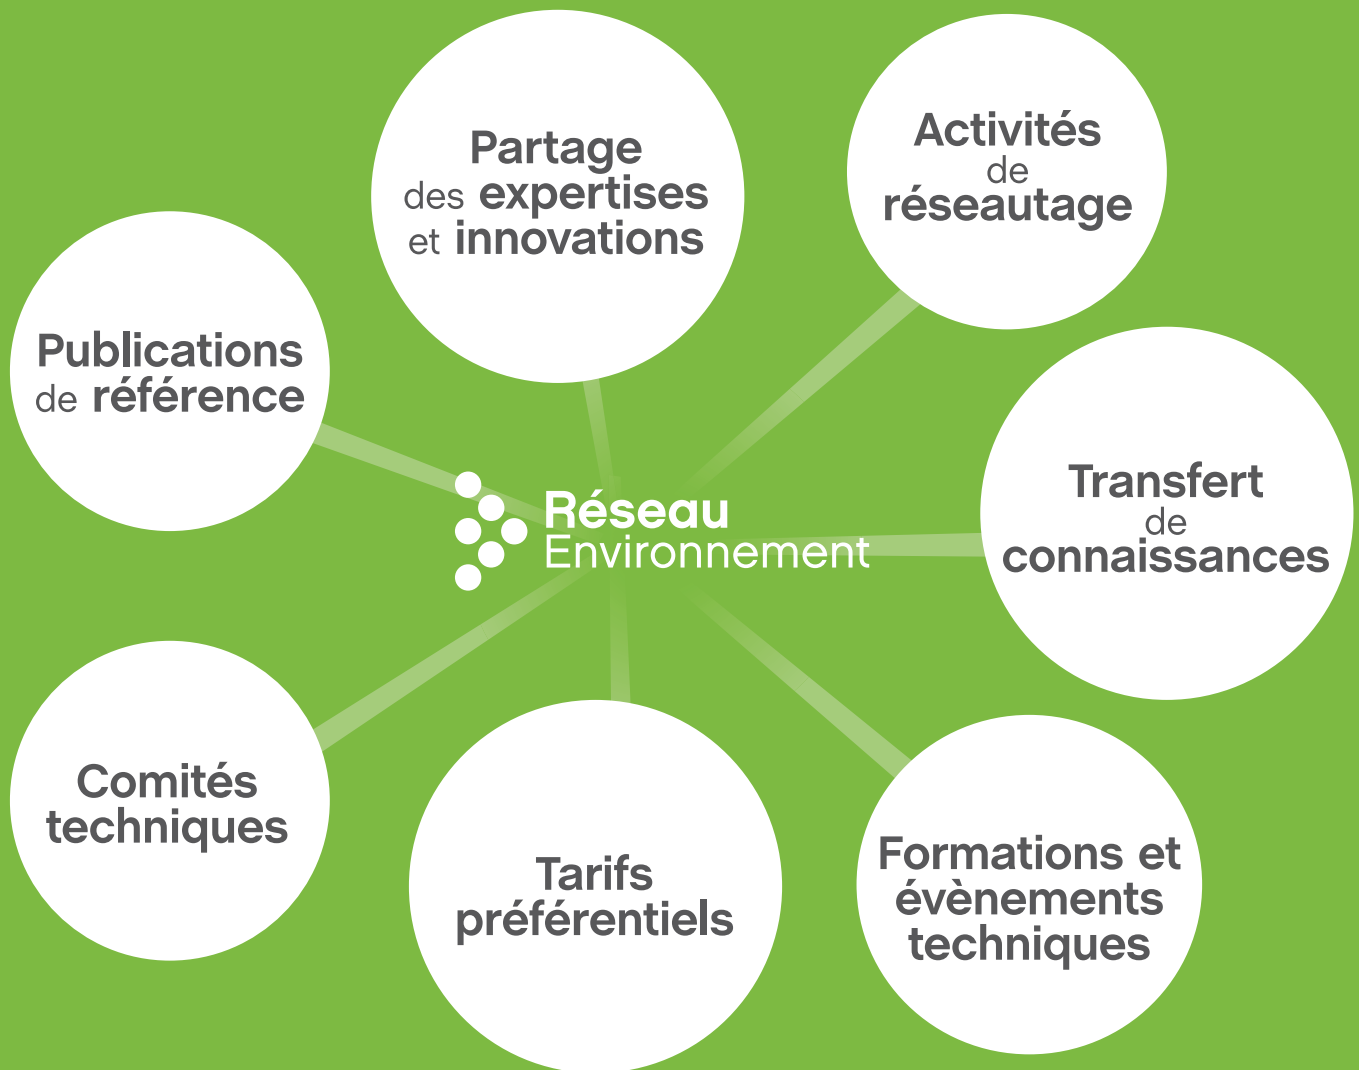 Partage
des expertises
et innovations
Activités
de
réseautage
Publications
de référence
Transfert
de
connaissances
Réseau
Environnement
Comités
techniques
Tarifs
préférentiels
Formations et
évènements
techniques